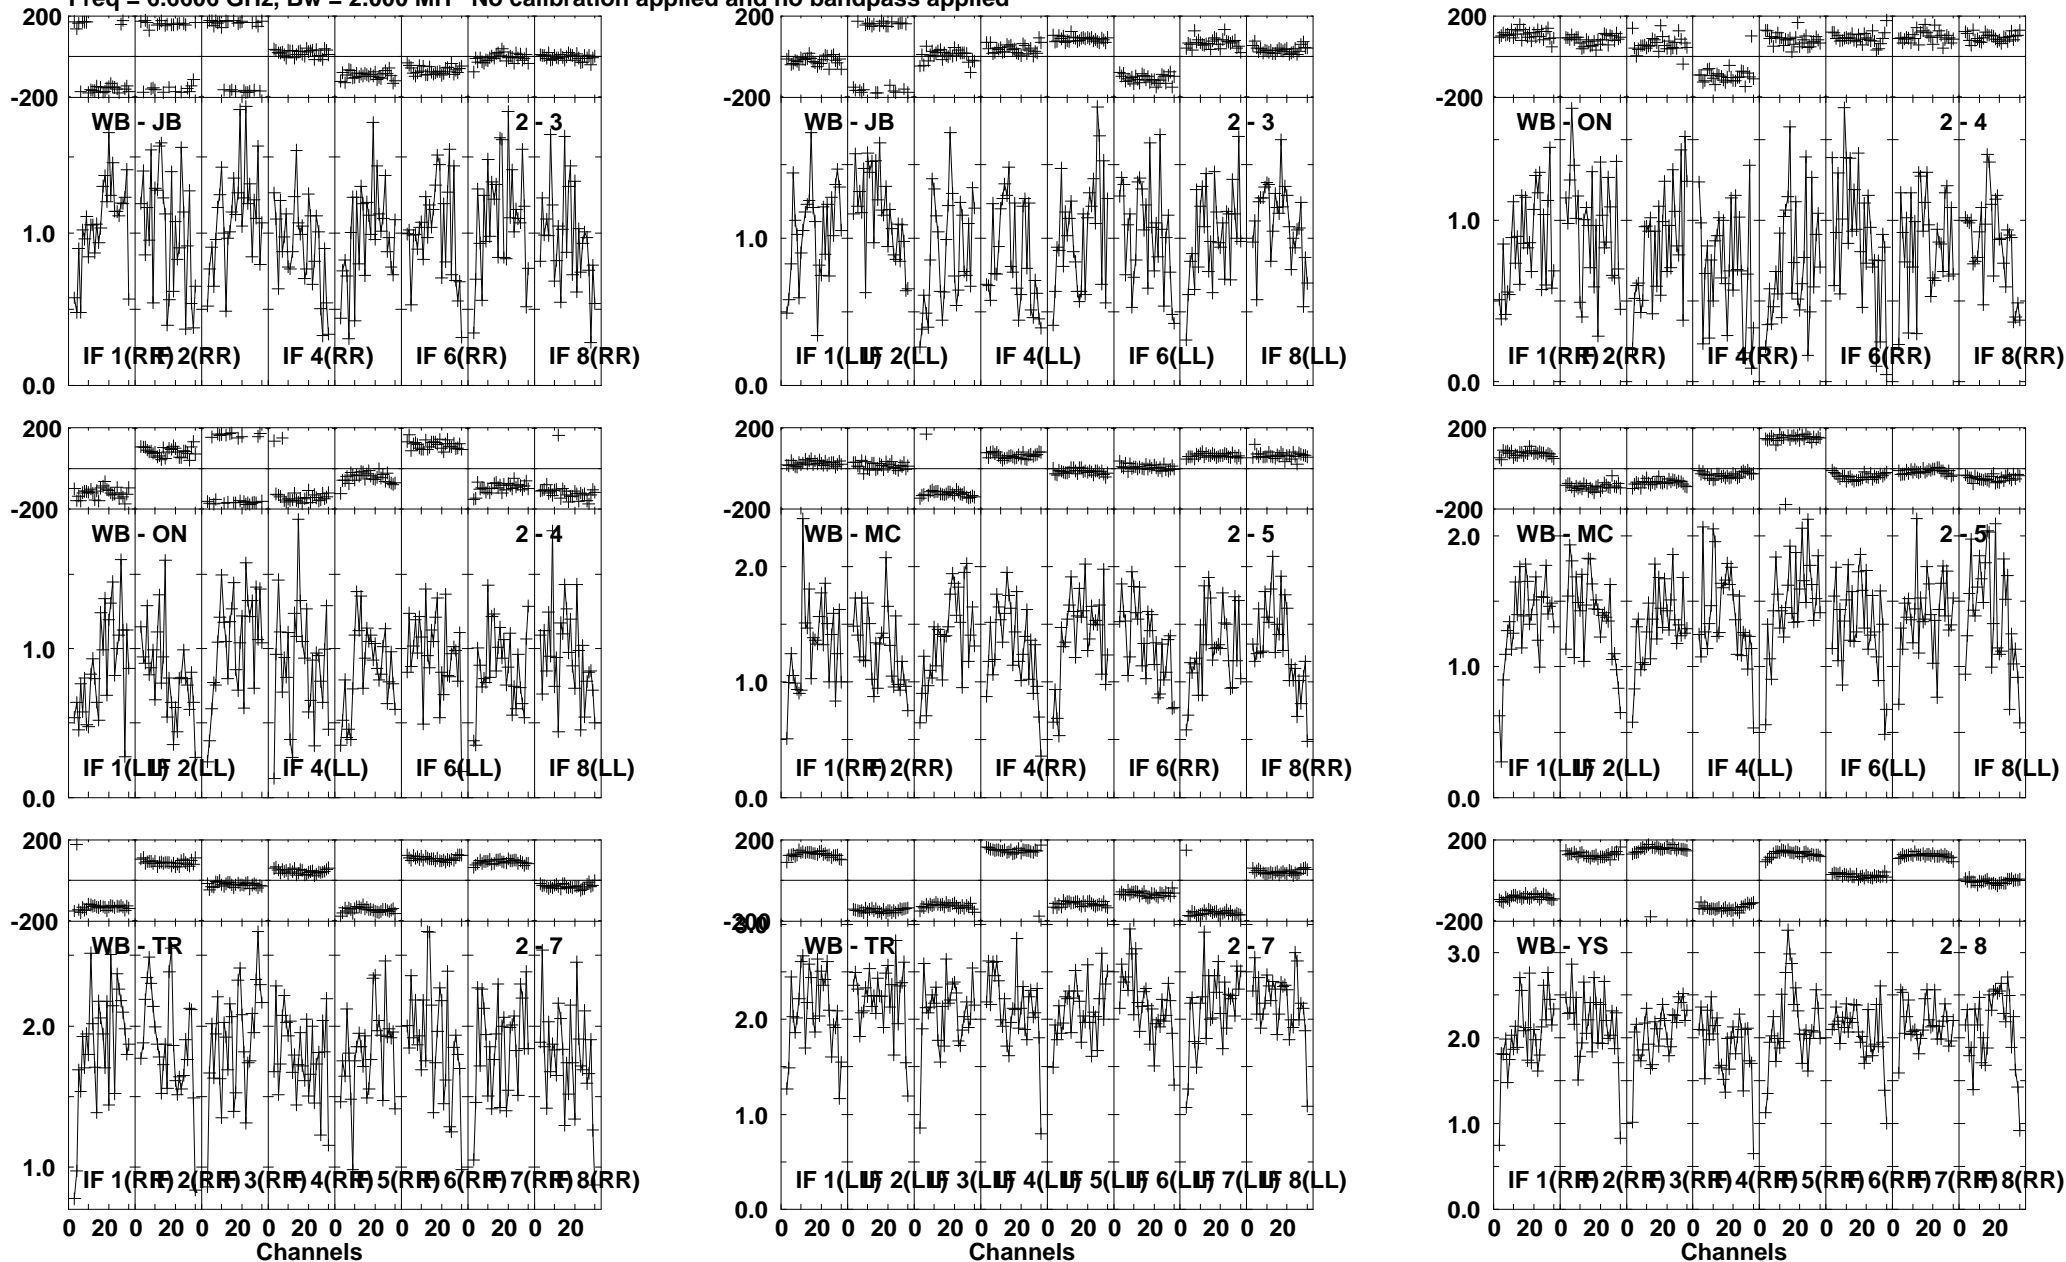 Freq = 6.6606 GHz, Bw = 2.000 MH No calibration applied and no bandpass applied
200
-200
WB - JB 2 - 3
1.0
IF 1(RR) IF 2(RR) IF 4(RR) IF 6(RR) IF 8(RR)
0.0
WB - JB 2 - 3
200
-200
1.0
IF 1(LL) IF 2(LL) IF 4(LL) IF 6(LL) IF 8(LL)
0.0
200
-200
WB - ON 2 - 4
1.0
IF 1(RR) IF 2(RR) IF 4(RR) IF 6(RR) IF 8(RR)
0.0
200
-200
WB - ON 2 - 4
1.0
IF 1(LL) IF 2(LL) IF 4(LL) IF 6(LL) IF 8(LL)
0.0
200
-200
WB - MC 2 - 5
2.0
1.0
IF 1(RR) IF 2(RR) IF 4(RR) IF 6(RR) IF 8(RR)
0.0
200
-200
WB - MC 2 - 5
2.0
1.0
IF 1(LL) IF 2(LL) IF 4(LL) IF 6(LL) IF 8(LL)
0.0
200
-200
WB - TR 2 - 7
2.0
1.0
IF 1(RR) IF 2(RR) IF 3(RR) IF 4(RR) IF 5(RR) IF 6(RR) IF 7(RR) IF 8(RR)
0 20 0 20 0 20 0 20 0 20 0 20 0 20 0 20
Channels
200
-200
3.0
WB - TR 2 - 7
2.0
1.0
IF 1(LL) IF 2(LL) IF 3(LL) IF 4(LL) IF 5(LL) IF 6(LL) IF 7(LL) IF 8(LL)
0.0
0 20 0 20 0 20 0 20 0 20 0 20 0 20 0 20
Channels
200
-200
WB - YS 2 - 8
3.0
2.0
1.0
IF 1(RR) IF 2(RR) IF 3(RR) IF 4(RR) IF 5(RR) IF 6(RR) IF 7(RR) IF 8(RR)
0.0
0 20 0 20 0 20 0 20 0 20 0 20 0 20 0 20
Channels